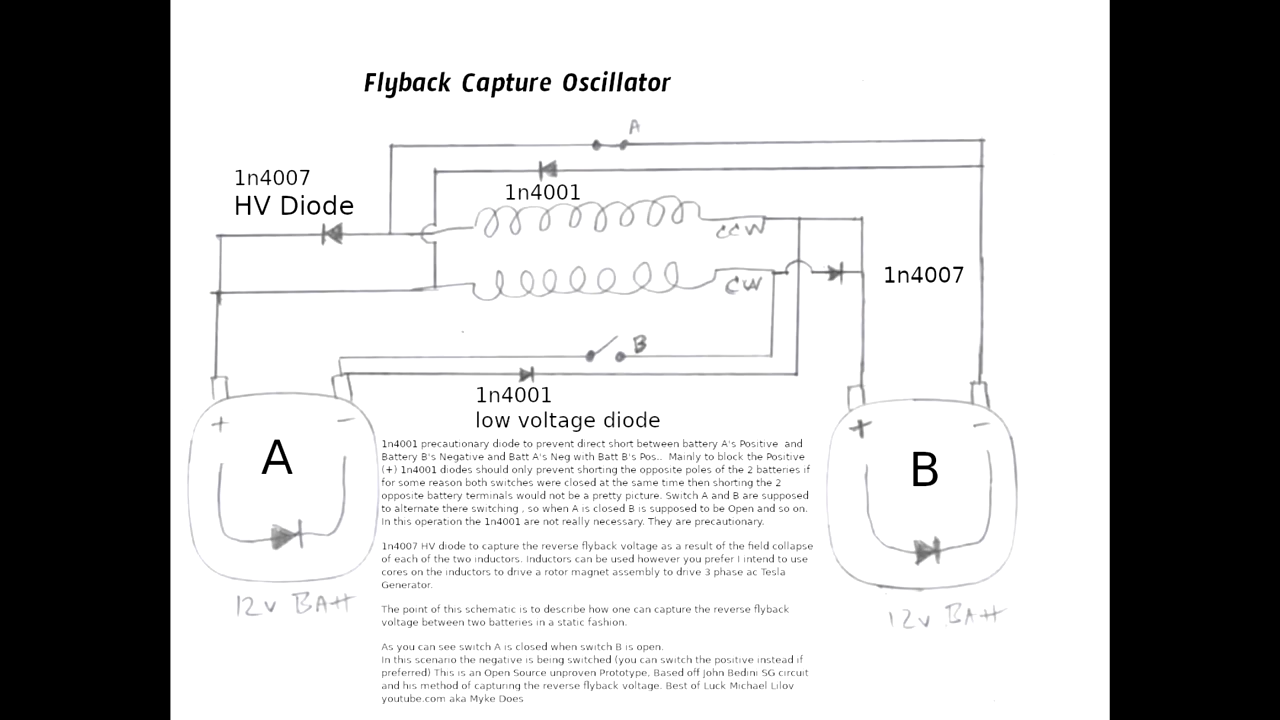 Flyback Capture Oscillator
A
1n4007
HV Diode
1n4001
CCW
1n4007
CW
B
1n4001
low voltage diode
+ -
A
+ -
B
1n4001 precautionary diode to prevent direct short between battery A's Positive and
Battery B's Negative and Batt A's Neg with Batt B's Pos.. Mainly to block the Positive
(+) 1n4001 diodes should only prevent shorting the opposite poles of the 2 batteries if
for some reason both switches were closed at the same time then shorting the 2
opposite battery terminals would not be a pretty picture. Switch A and B are supposed
to alternate there switching , so when A is closed B is supposed to be Open and so on.
In this operation the 1n4001 are not really necessary. They are precautionary.
1n4007 HV diode to capture the reverse flyback voltage as a result of the field collapse
of each of the two inductors. Inductors can be used however you prefer I intend to use
cores on the inductors to drive a rotor magnet assembly to drive 3 phase ac Tesla
Generator.
The point of this schematic is to describe how one can capture the reverse flyback
voltage between two batteries in a static fashion.
As you can see switch A is closed when switch B is open.
In this scenario the negative is being switched (you can switch the positive instead if
preferred) This is an Open Source unproven Prototype, Based off John Bedini SG circuit
and his method of capturing the reverse flyback voltage. Best of Luck Michael Lilov
youtube.com aka Myke Does
12v BAtt
12v BAtt